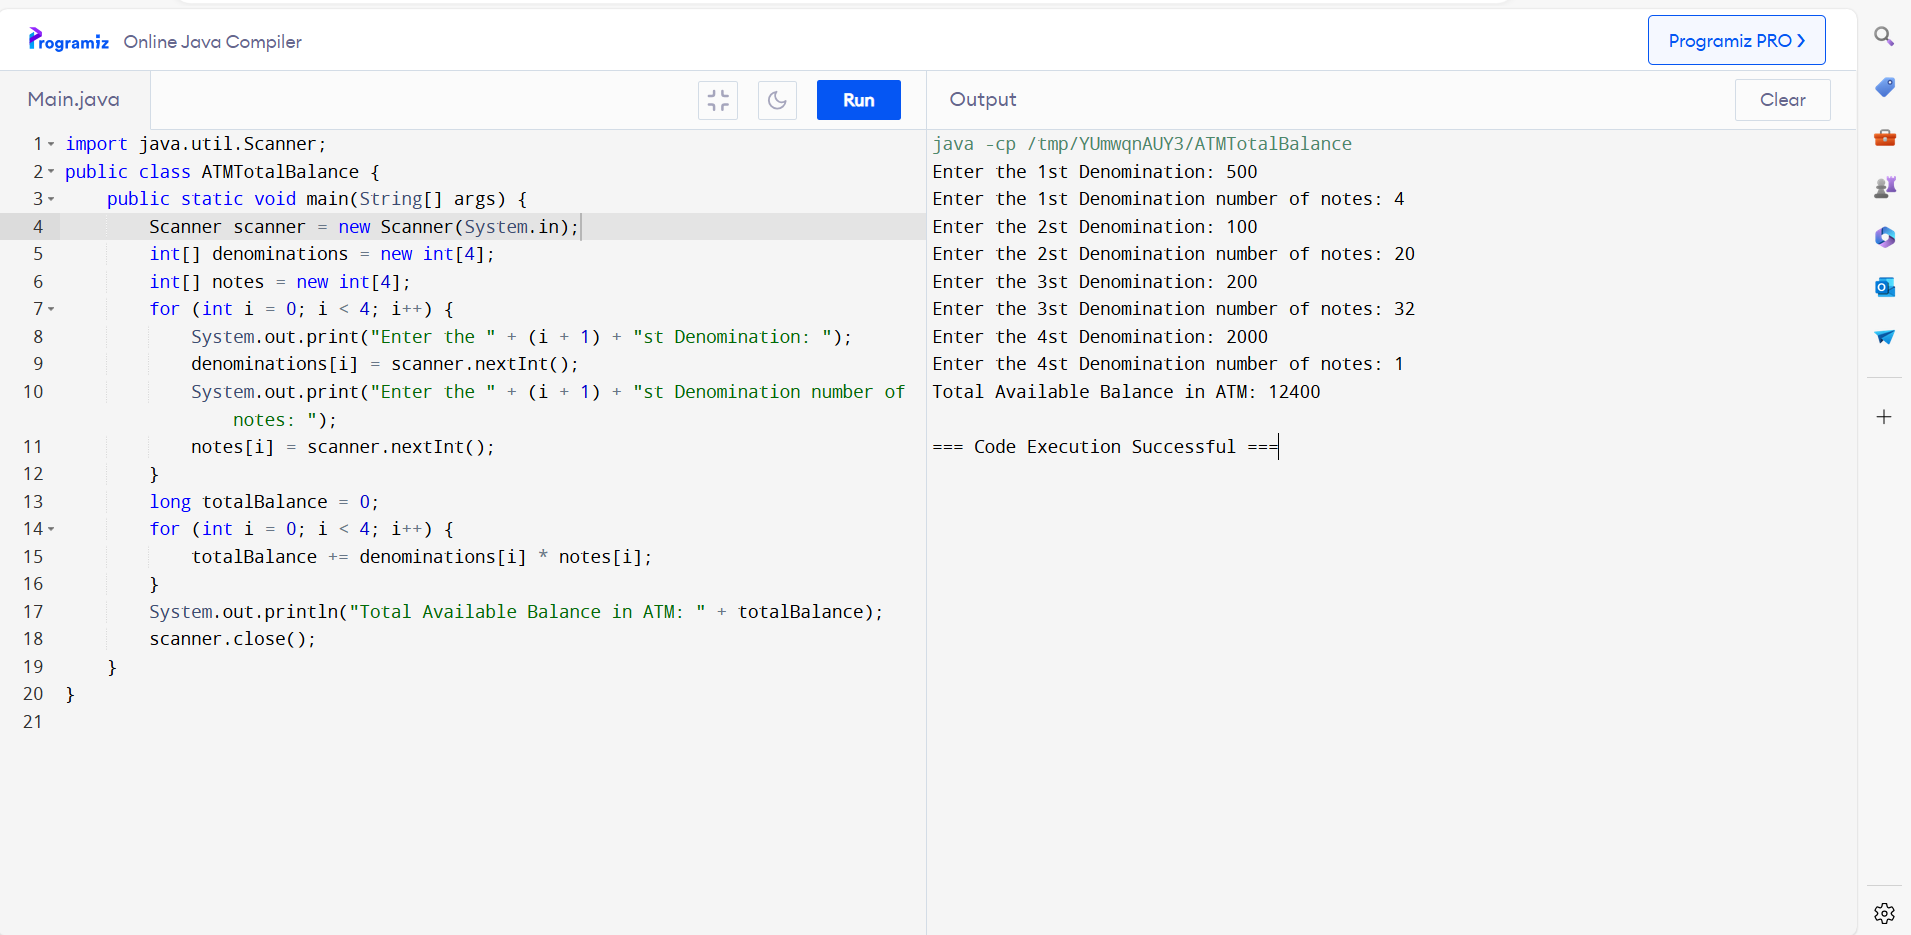 Programiz Online Java Compiler
Programiz PRO ❯
Main.java
Run
Output
Clear
1 import java.util.Scanner;
2 public class ATMTotalBalance {
3     public static void main(String[] args) {
4         Scanner scanner = new Scanner(System.in);
5         int[] denominations = new int[4];
6         int[] notes = new int[4];
7         for (int i = 0; i < 4; i++) {
8             System.out.print("Enter the " + (i + 1) + "st Denomination: ");
9             denominations[i] = scanner.nextInt();
10             System.out.print("Enter the " + (i + 1) + "st Denomination number of
                notes: ");
11             notes[i] = scanner.nextInt();
12         }
13         long totalBalance = 0;
14         for (int i = 0; i < 4; i++) {
15             totalBalance += denominations[i] * notes[i];
16         }
17         System.out.println("Total Available Balance in ATM: " + totalBalance);
18         scanner.close();
19     }
20 }
21
java -cp /tmp/YUmwqnAUY3/ATMTotalBalance
Enter the 1st Denomination: 500
Enter the 1st Denomination number of notes: 4
Enter the 2st Denomination: 100
Enter the 2st Denomination number of notes: 20
Enter the 3st Denomination: 200
Enter the 3st Denomination number of notes: 32
Enter the 4st Denomination: 2000
Enter the 4st Denomination number of notes: 1
Total Available Balance in ATM: 12400
=== Code Execution Successful ===